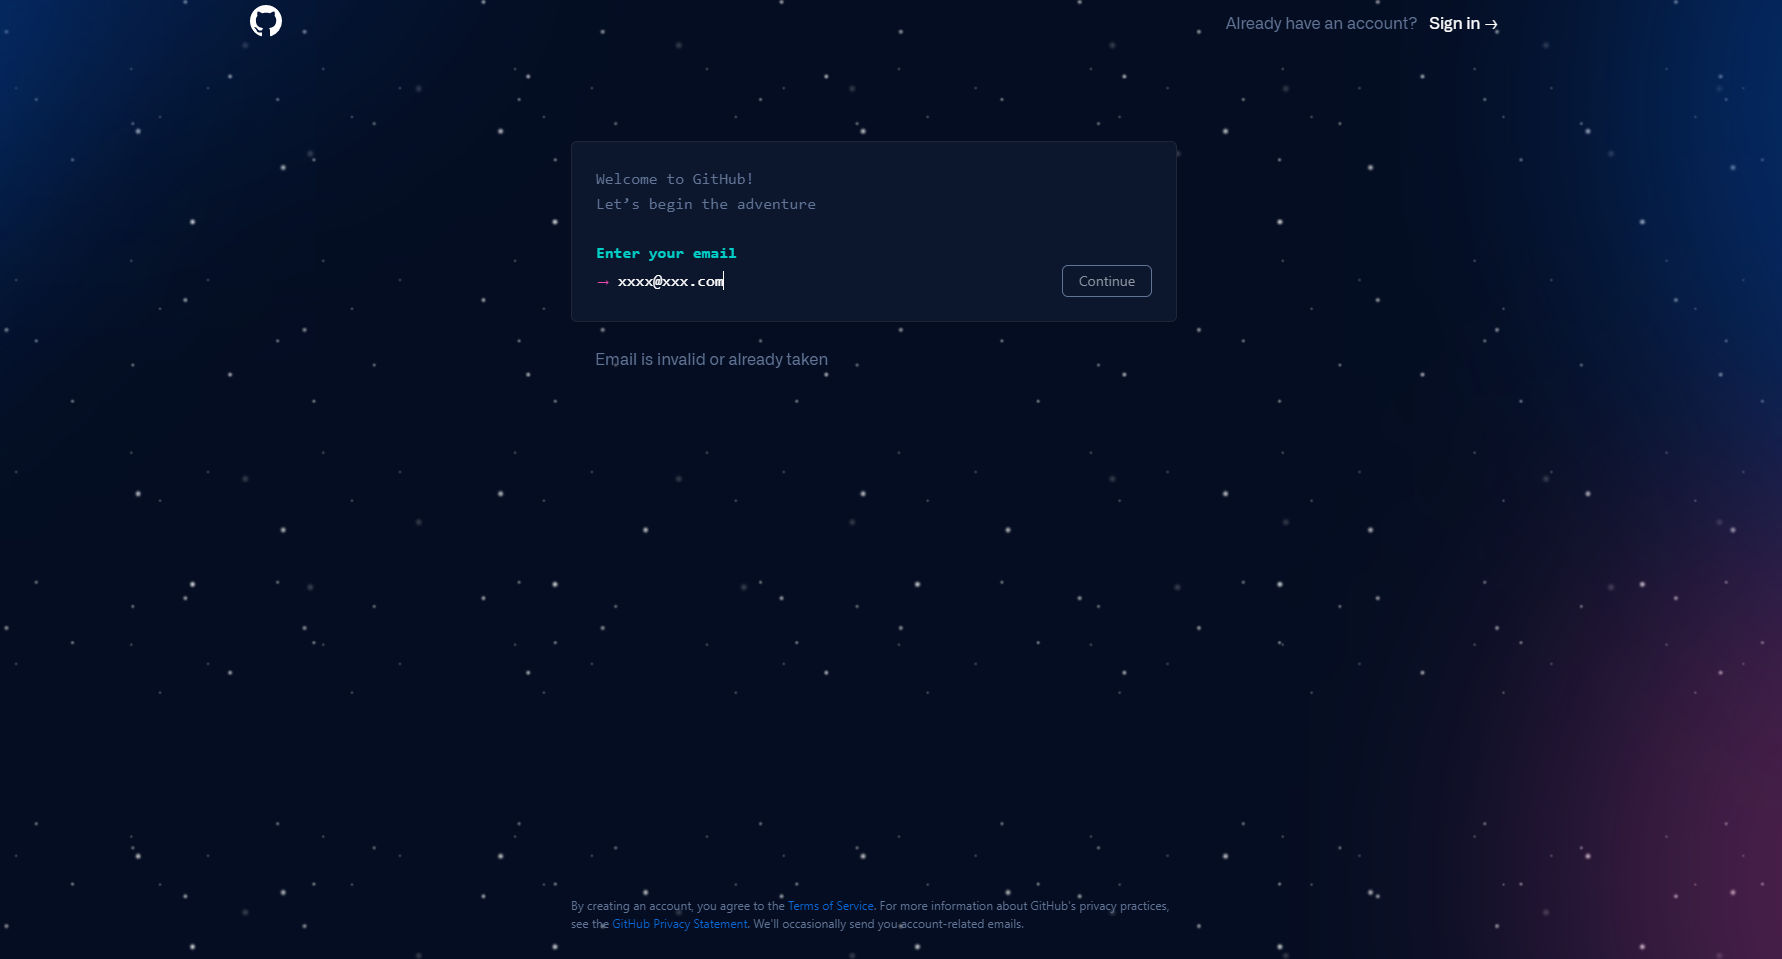 Already have an account? Sign in →
Welcome to GitHub!
Let’s begin the adventure
Enter your email
→ xxxx@xxx.com
Continue
Email is invalid or already taken
By creating an account, you agree to the Terms of Service. For more information about GitHub's privacy practices,
see the GitHub Privacy Statement. We'll occasionally send you account-related emails.